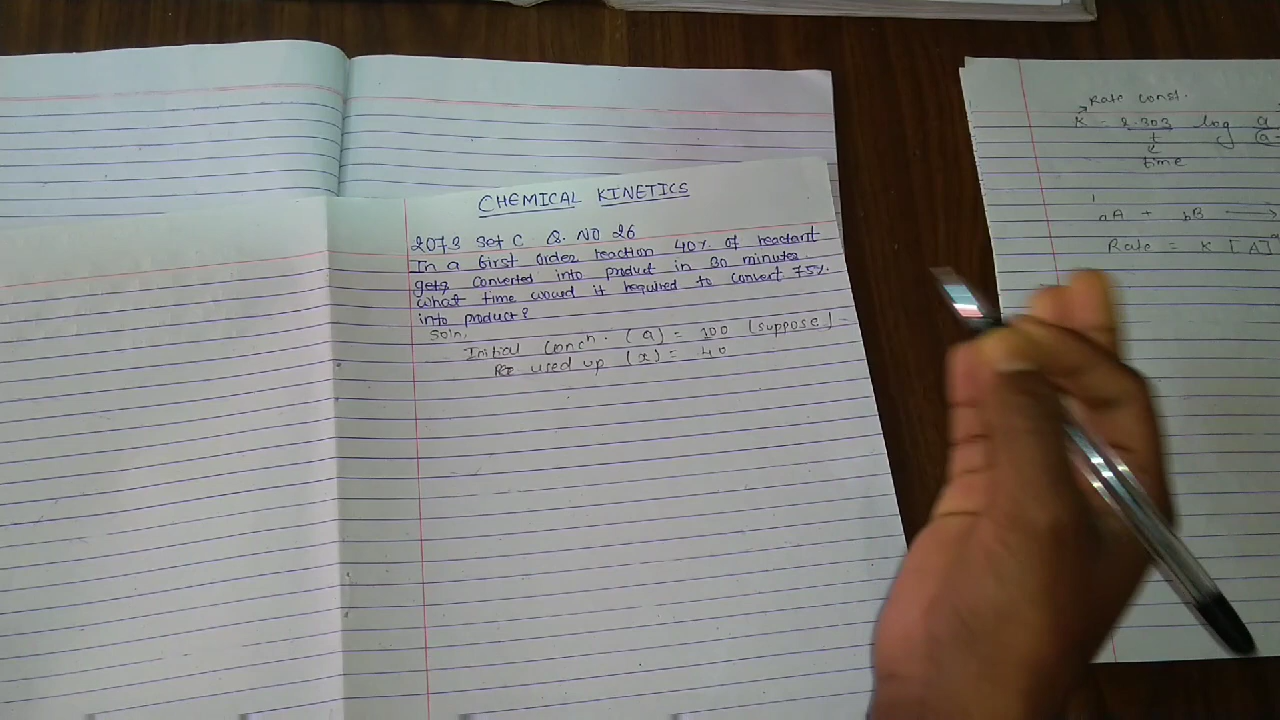 CHEMICAL KINETICS
2073 Set C Q. NO 26
In a first order reaction 40% of reactant
gets converted into product in 30 minutes.
What time would it required to convert 75%
into product?
Soln,
Initial Conc^n. (a) = 100 (suppose)
used up (x) = 40
Rate const.
K = 2.303 log a
t (a-
time
aA + bB →
Rate = K [A]^a